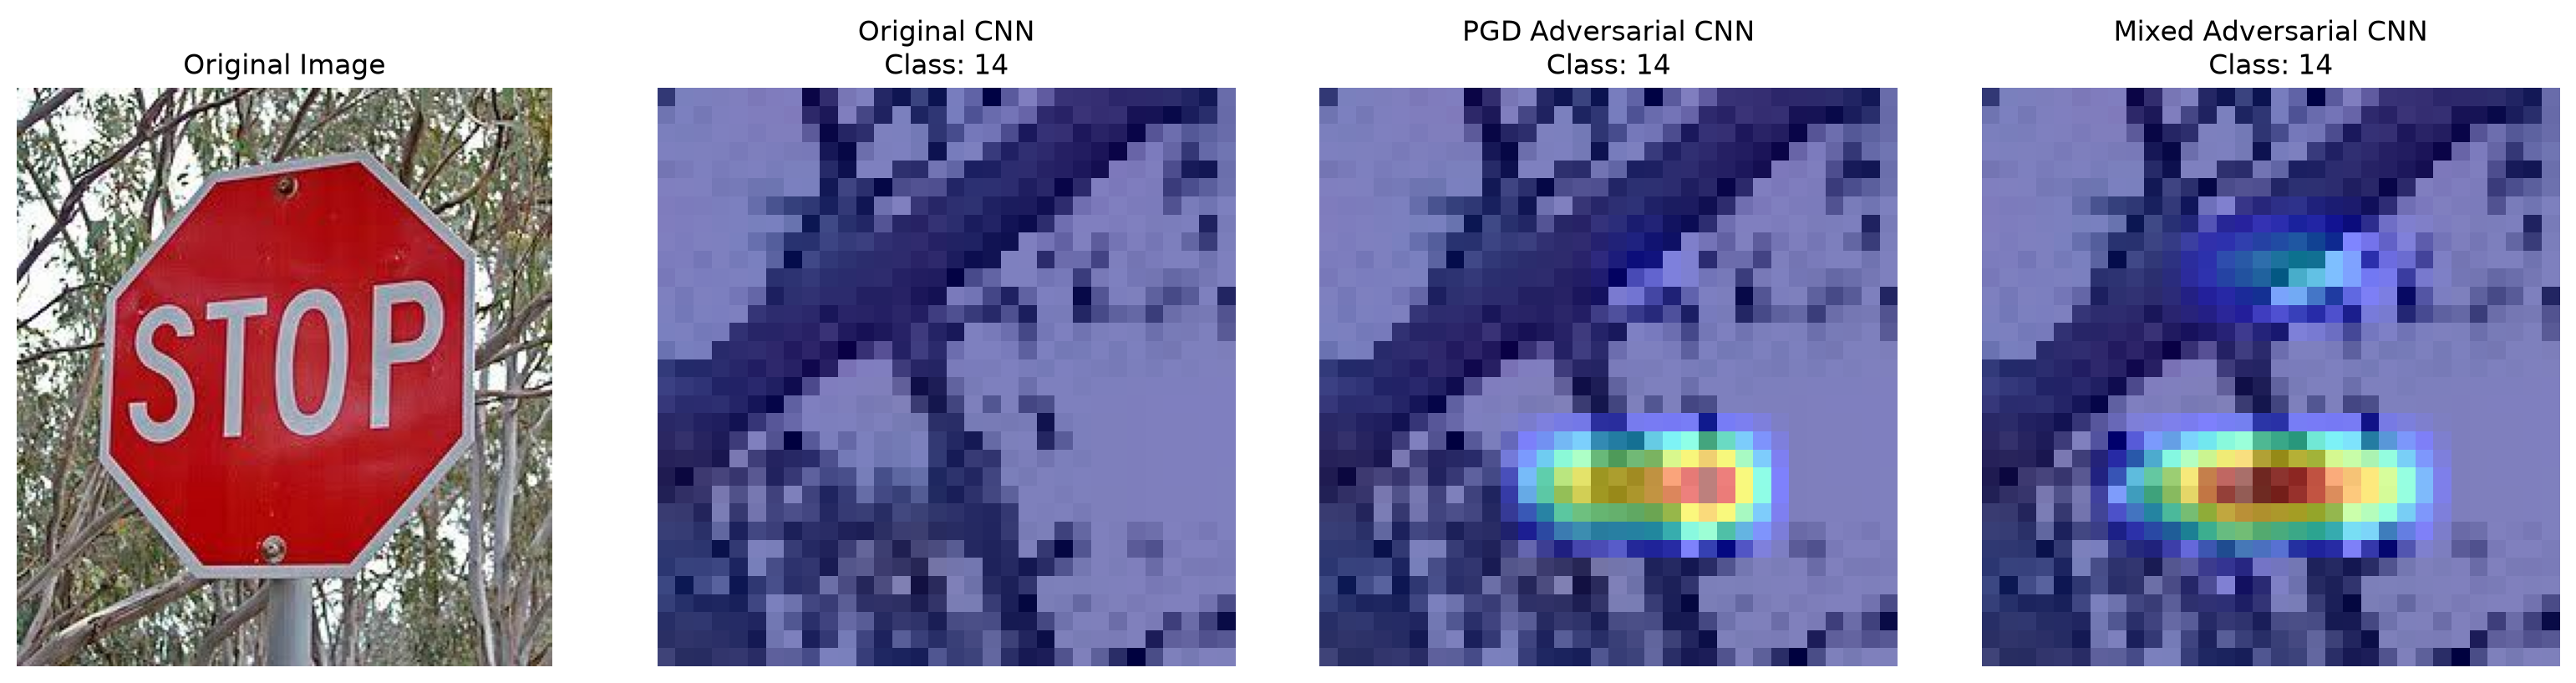 Original Image
Original CNN
Class: 14
PGD Adversarial CNN
Class: 14
Mixed Adversarial CNN
Class: 14
STOP